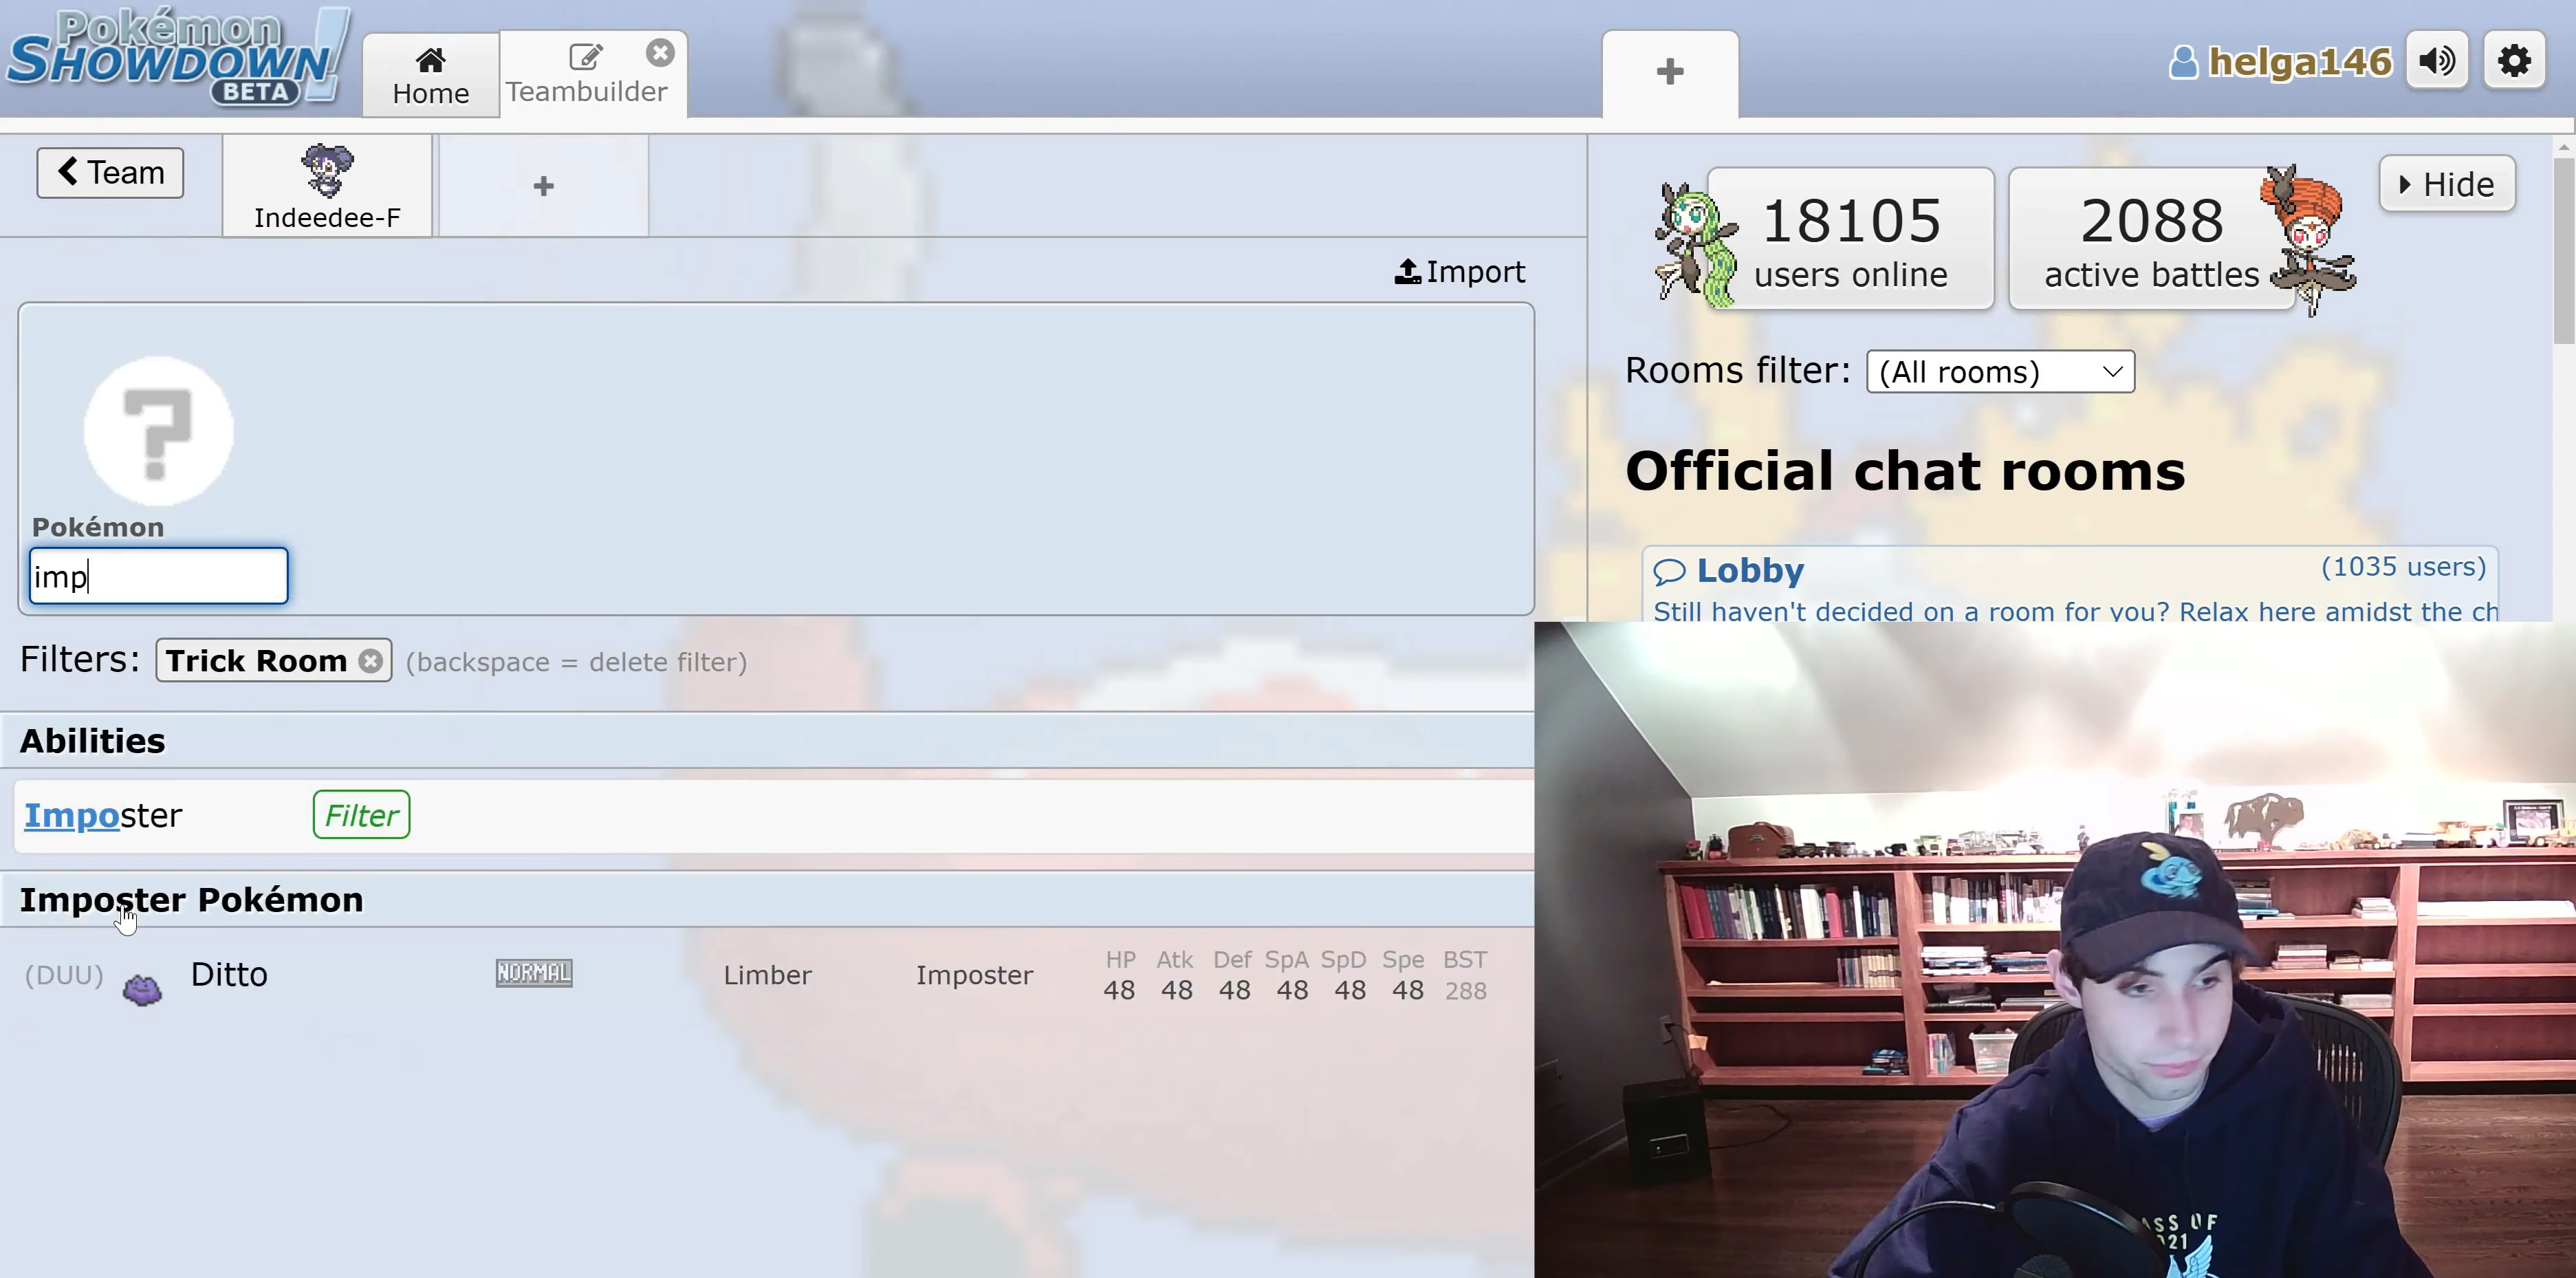 Pokémon
SHOWDOWN!
BETA
Home
Teambuilder
+
helga146
Team
Indeedee-F
+
Import
Pokémon
imp
Filters: Trick Room (backspace = delete filter)
Abilities
Imposter Filter
Imposter Pokémon
(DUU) Ditto NORMAL Limber Imposter
HP Atk Def SpA SpD Spe BST
48 48 48 48 48 48 288
18105
users online
2088
active battles
Hide
Rooms filter: (All rooms)
Official chat rooms
Lobby (1035 users)
Still haven't decided on a room for you? Relax here amidst the ch
ASS OF
21